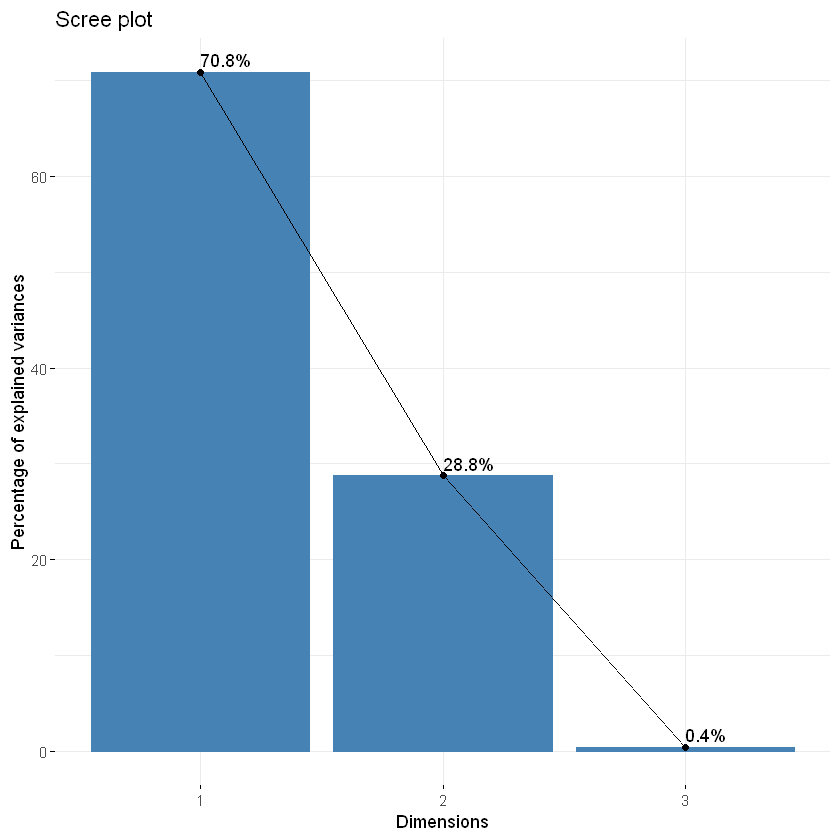 Scree plot
70.8%
60
40
28.8%
20
0.4%
0
Percentage of explained variances
1 2 3
Dimensions